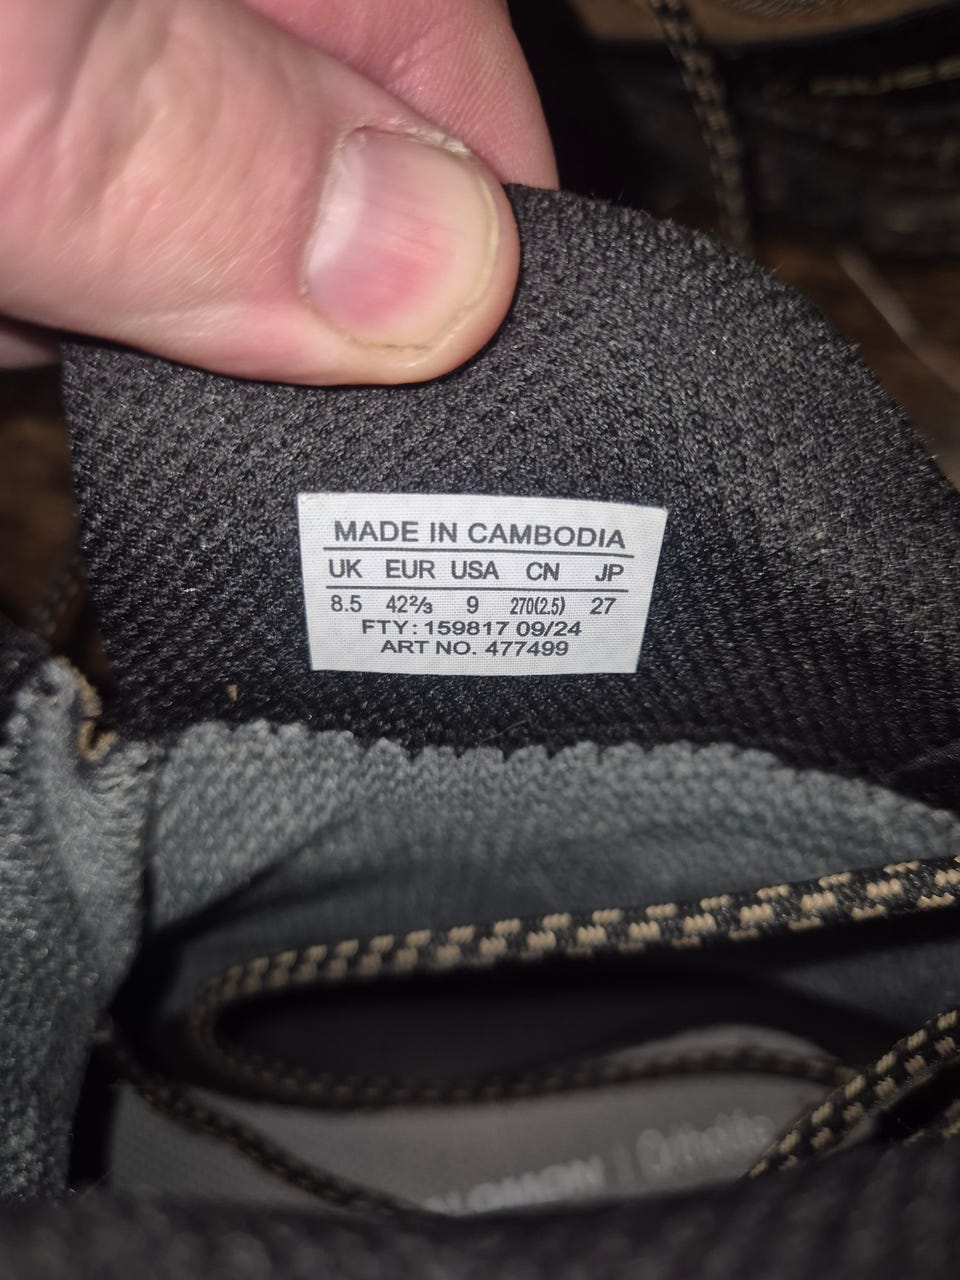 MADE IN CAMBODIA
UK EUR USA CN JP
8.5 42⅔ 9 270(2.5) 27
FTY: 159817 09/24
ART NO. 477499